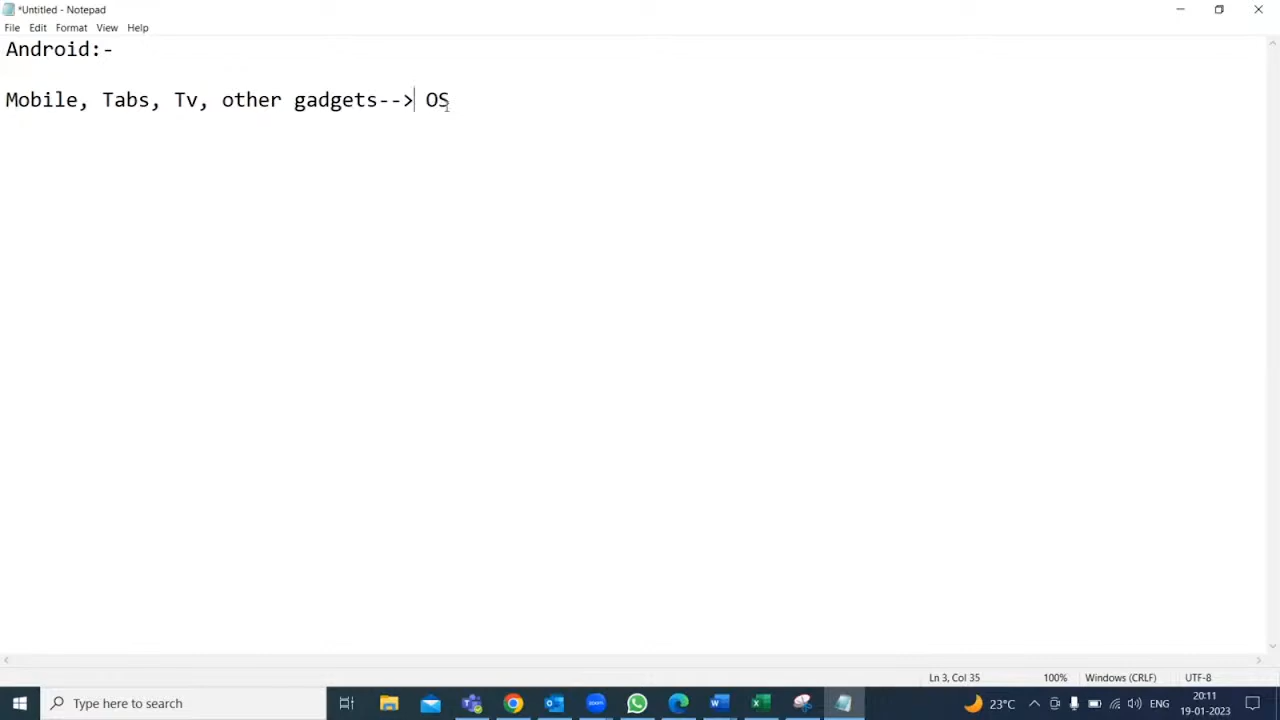 *Untitled - Notepad
File Edit Format View Help
Android:-
Mobile, Tabs, Tv, other gadgets--> OS
Ln 3, Col 35 100% Windows (CRLF) UTF-8
Type here to search
23°C ENG 20:11
19-01-2023